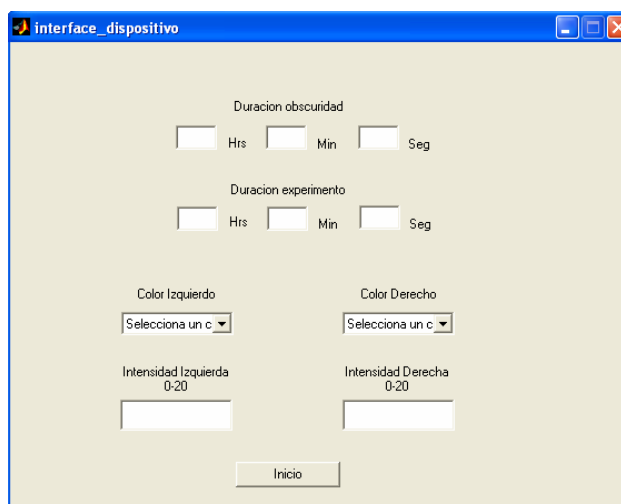 interface_dispositivo
Duracion obscuridad
Hrs Min Seg
Duracion experimento
Hrs Min Seg
Color Izquierdo Color Derecho
Selecciona un c Selecciona un c
Intensidad Izquierda Intensidad Derecha
0-20 0-20
Inicio